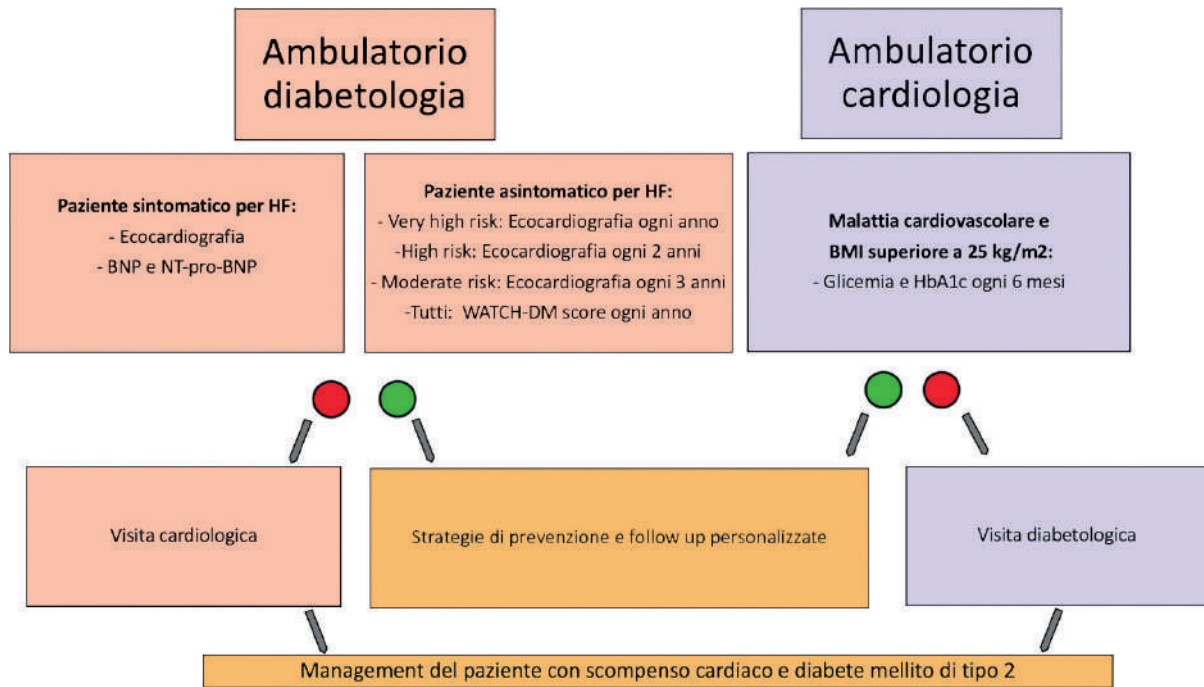 Ambulatorio
diabetologia
Ambulatorio
cardiologia
Paziente sintomatico per HF:
- Ecocardiografia
- BNP e NT-pro-BNP
Paziente asintomatico per HF:
- Very high risk: Ecocardiografia ogni anno
-High risk: Ecocardiografia ogni 2 anni
- Moderate risk: Ecocardiografia ogni 3 anni
-Tutti: WATCH-DM score ogni anno
Malattia cardiovascolare e
BMI superiore a 25 kg/m2:
- Glicemia e HbA1c ogni 6 mesi
Visita cardiologica
Strategie di prevenzione e follow up personalizzate
Visita diabetologica
Management del paziente con scompenso cardiaco e diabete mellito di tipo 2